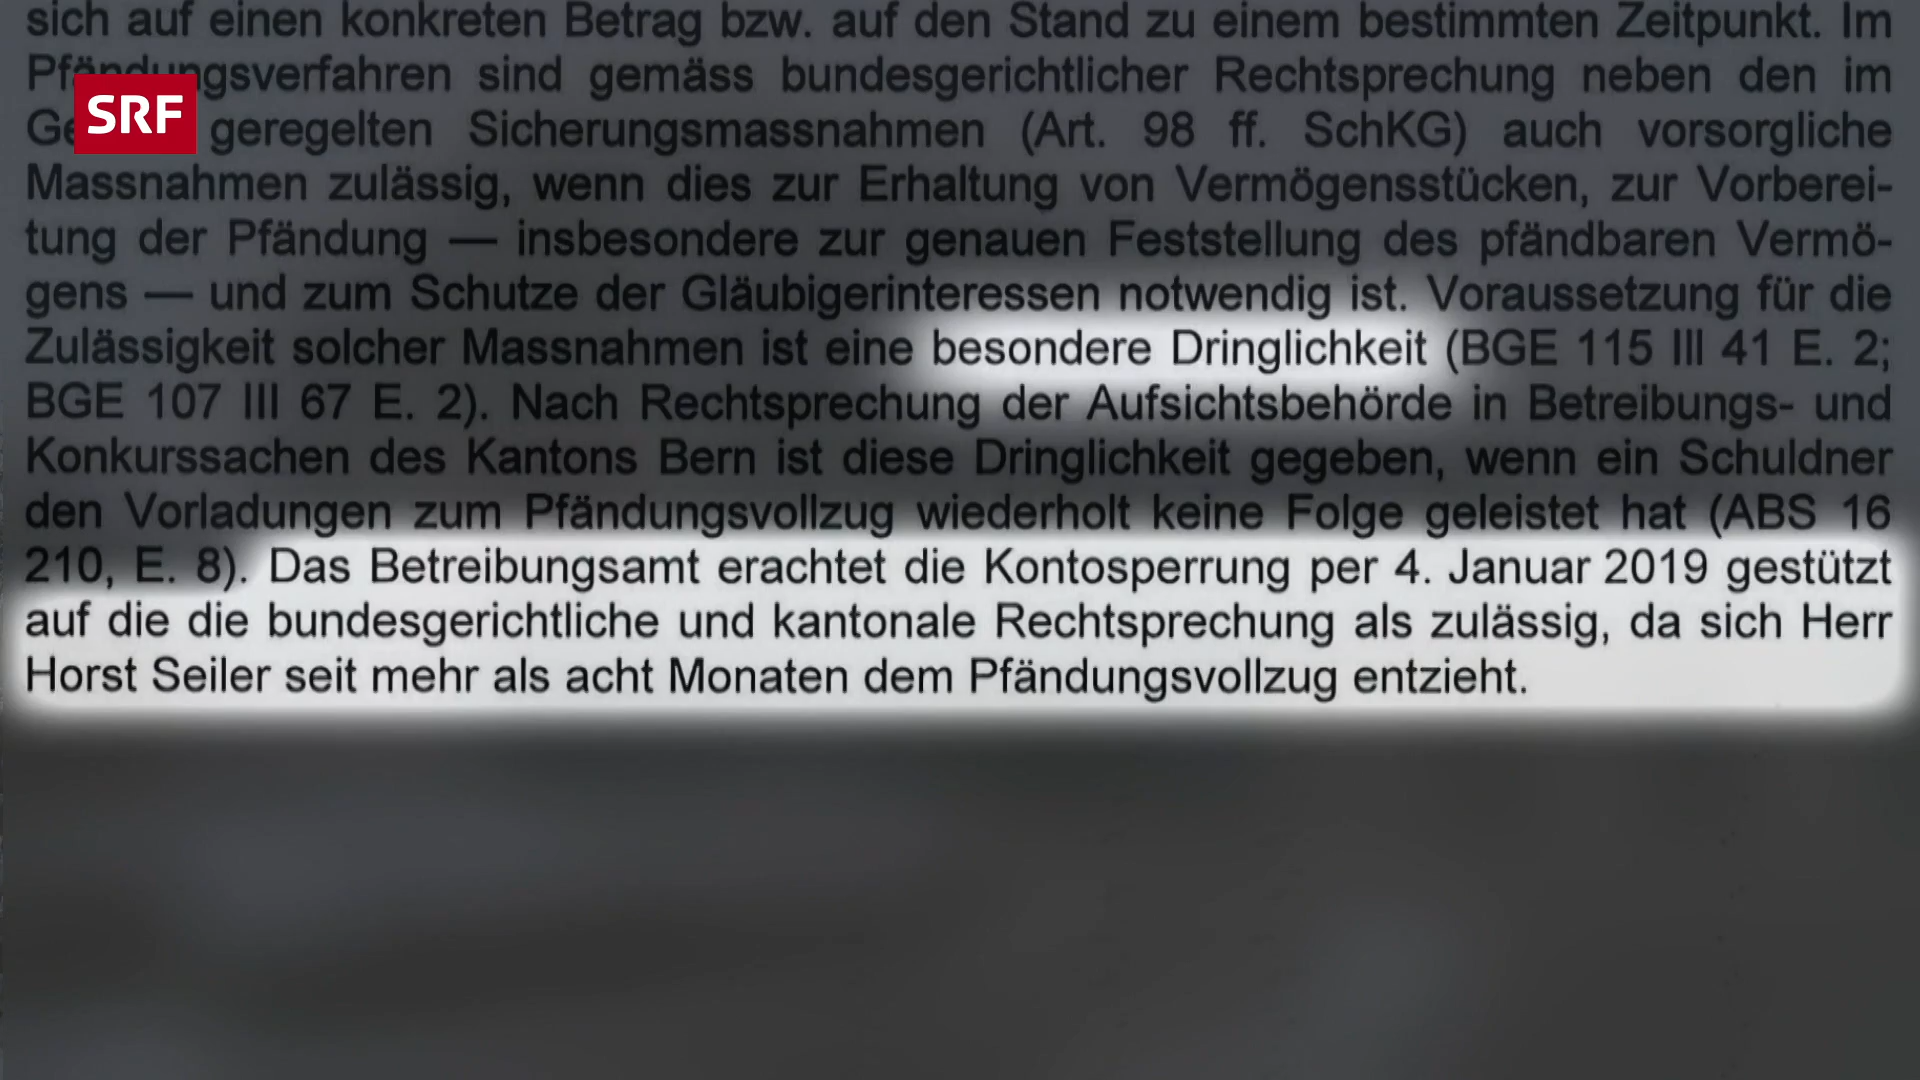 sich auf einen konkreten Betrag bzw. auf den Stand zu einem bestimmten Zeitpunkt. Im
Pfändungsverfahren sind gemäss bundesgerichtlicher Rechtsprechung neben den im
SRF
geregelten Sicherungsmassnahmen (Art. 98 ff. SchKG) auch vorsorgliche
Massnahmen zulässig, wenn dies zur Erhaltung von Vermögensstücken, zur Vorberei-
tung der Pfändung — insbesondere zur genauen Feststellung des pfändbaren Vermö-
gens — und zum Schutze der Gläubigerinteressen notwendig ist. Voraussetzung für die
Zulässigkeit solcher Massnahmen ist eine besondere Dringlichkeit (BGE 115 III 41 E. 2;
BGE 107 III 67 E. 2). Nach Rechtsprechung der Aufsichtsbehörde in Betreibungs- und
Konkurssachen des Kantons Bern ist diese Dringlichkeit gegeben, wenn ein Schuldner
den Vorladungen zum Pfändungsvollzug wiederholt keine Folge geleistet hat (ABS 16
210, E. 8). Das Betreibungsamt erachtet die Kontosperrung per 4. Januar 2019 gestützt
auf die die bundesgerichtliche und kantonale Rechtsprechung als zulässig, da sich Herr
Horst Seiler seit mehr als acht Monaten dem Pfändungsvollzug entzieht.